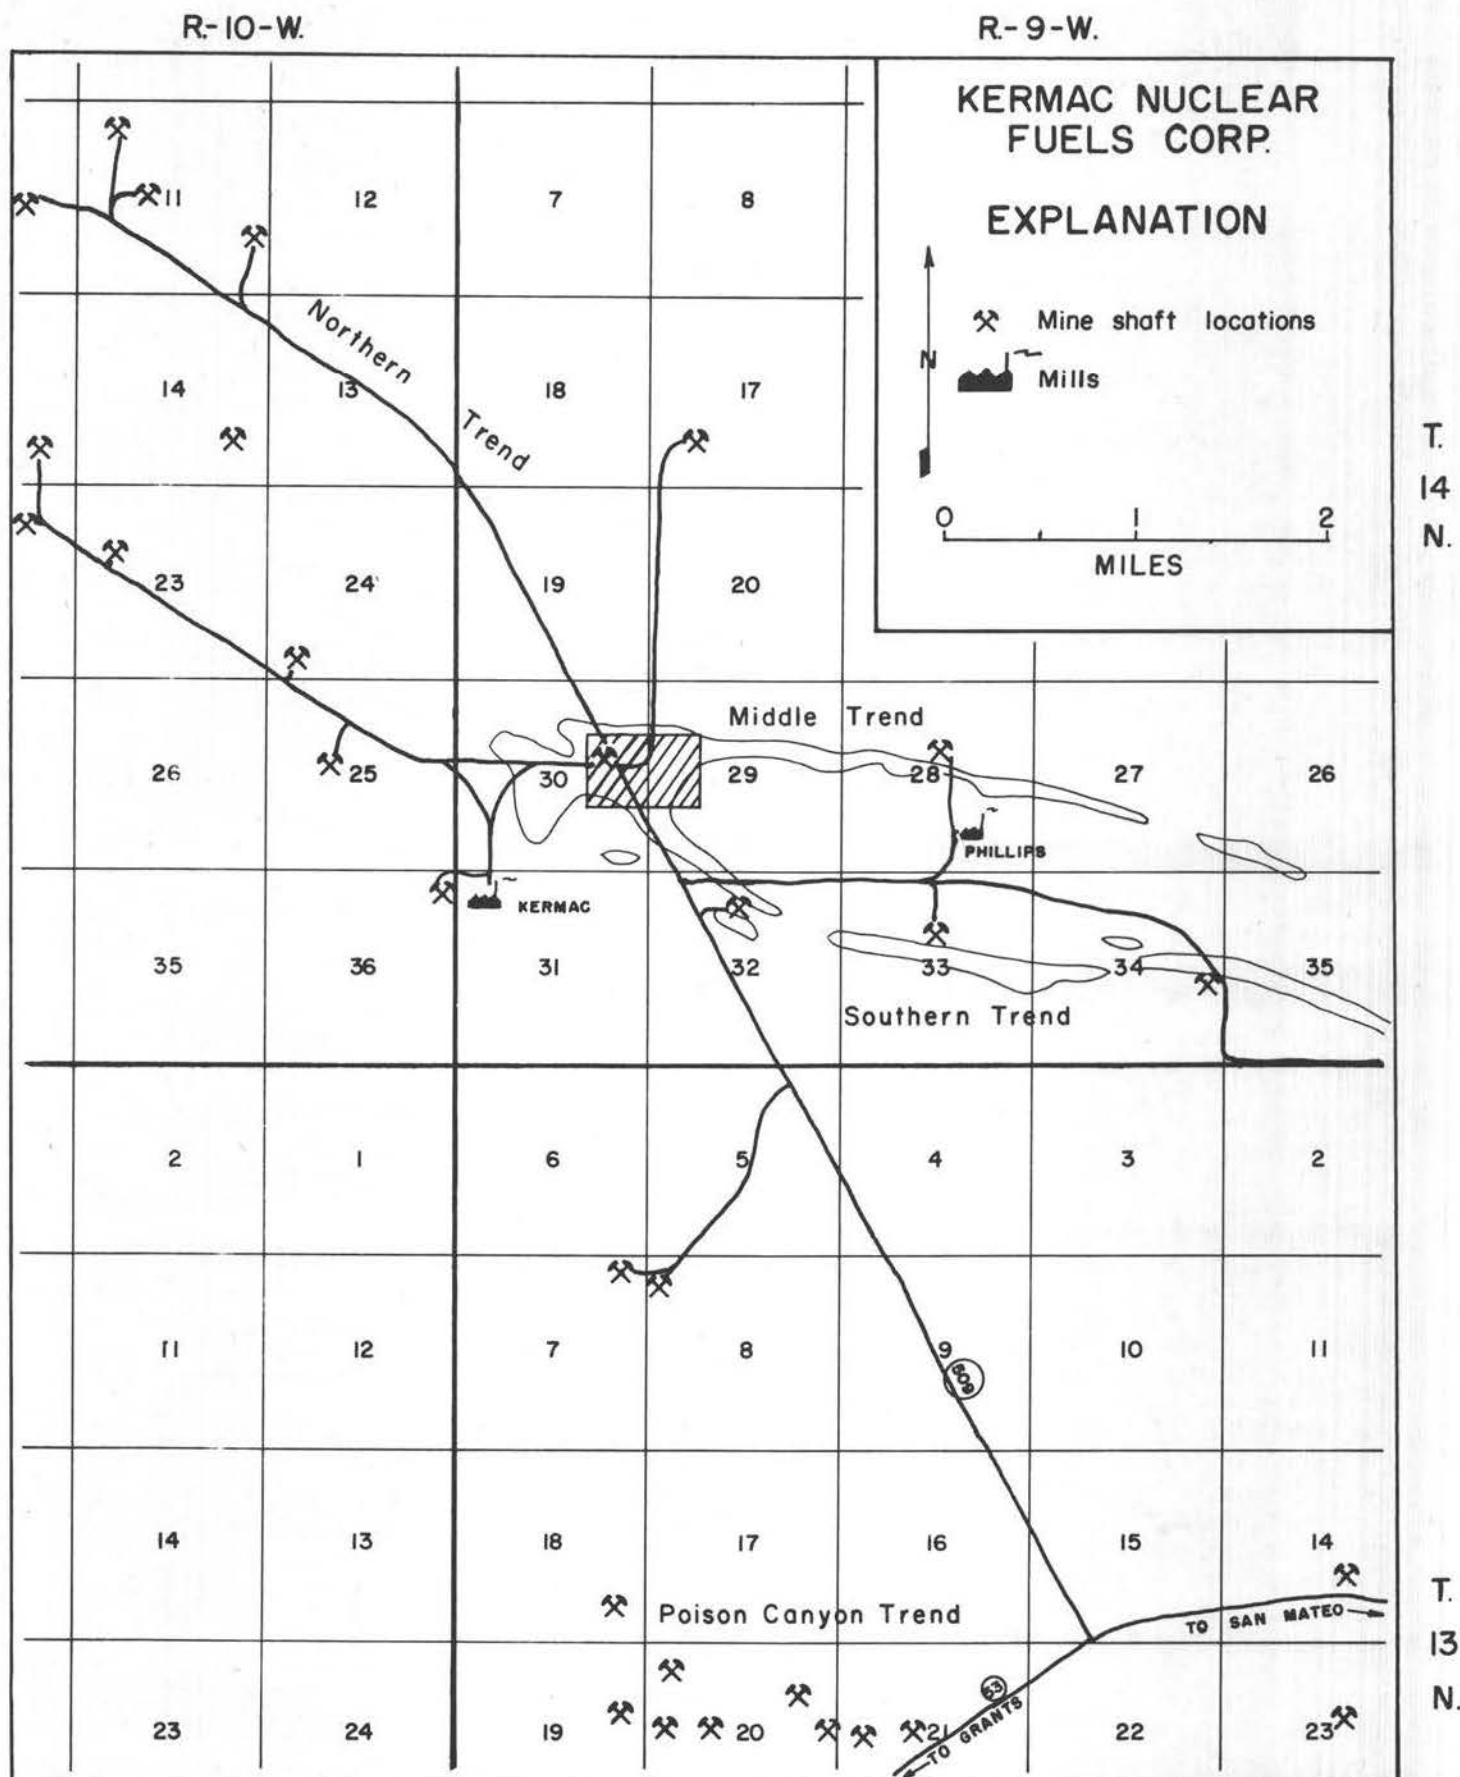 R.-10-W. R.-9-W.
KERMAC NUCLEAR
FUELS CORP.
EXPLANATION
N
Mine shaft locations
Mills
0 1 2
MILES
T.
14
N.
11 12 7 8
Northern
Trend
14 13 18 17
23 24 19 20
Middle Trend
26 25 30 29 28 27 26
PHILLIPS
KERMAC
35 36 31 32 33 34 35
Southern Trend
2 1 6 5 4 3 2
11 12 7 8 9 10 11
509
14 13 18 17 16 15 14
Poison Canyon Trend
TO SAN MATEO
T.
13
N.
53
TO GRANTS
23 24 19 20 21 22 23